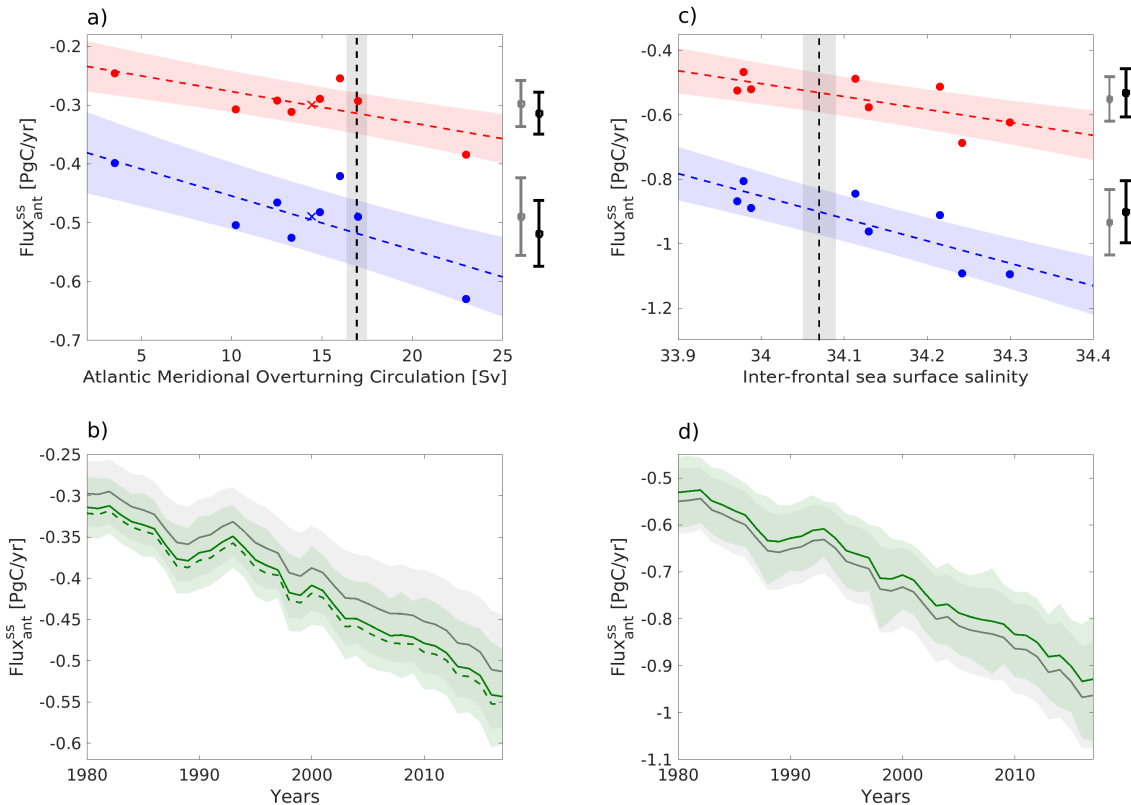 a)
Flux^ss_ant [PgC/yr]
-0.2
-0.3
-0.4
-0.5
-0.6
-0.7
5 10 15 20 25
Atlantic Meridional Overturning Circulation [Sv]
c)
Flux^ss_ant [PgC/yr]
-0.4
-0.6
-0.8
-1
-1.2
33.9 34 34.1 34.2 34.3 34.4
Inter-frontal sea surface salinity
b)
Flux^ss_ant [PgC/yr]
-0.25
-0.3
-0.35
-0.4
-0.45
-0.5
-0.55
-0.6
1980 1990 2000 2010
Years
d)
Flux^ss_ant [PgC/yr]
-0.5
-0.6
-0.7
-0.8
-0.9
-1
-1.1
1980 1990 2000 2010
Years